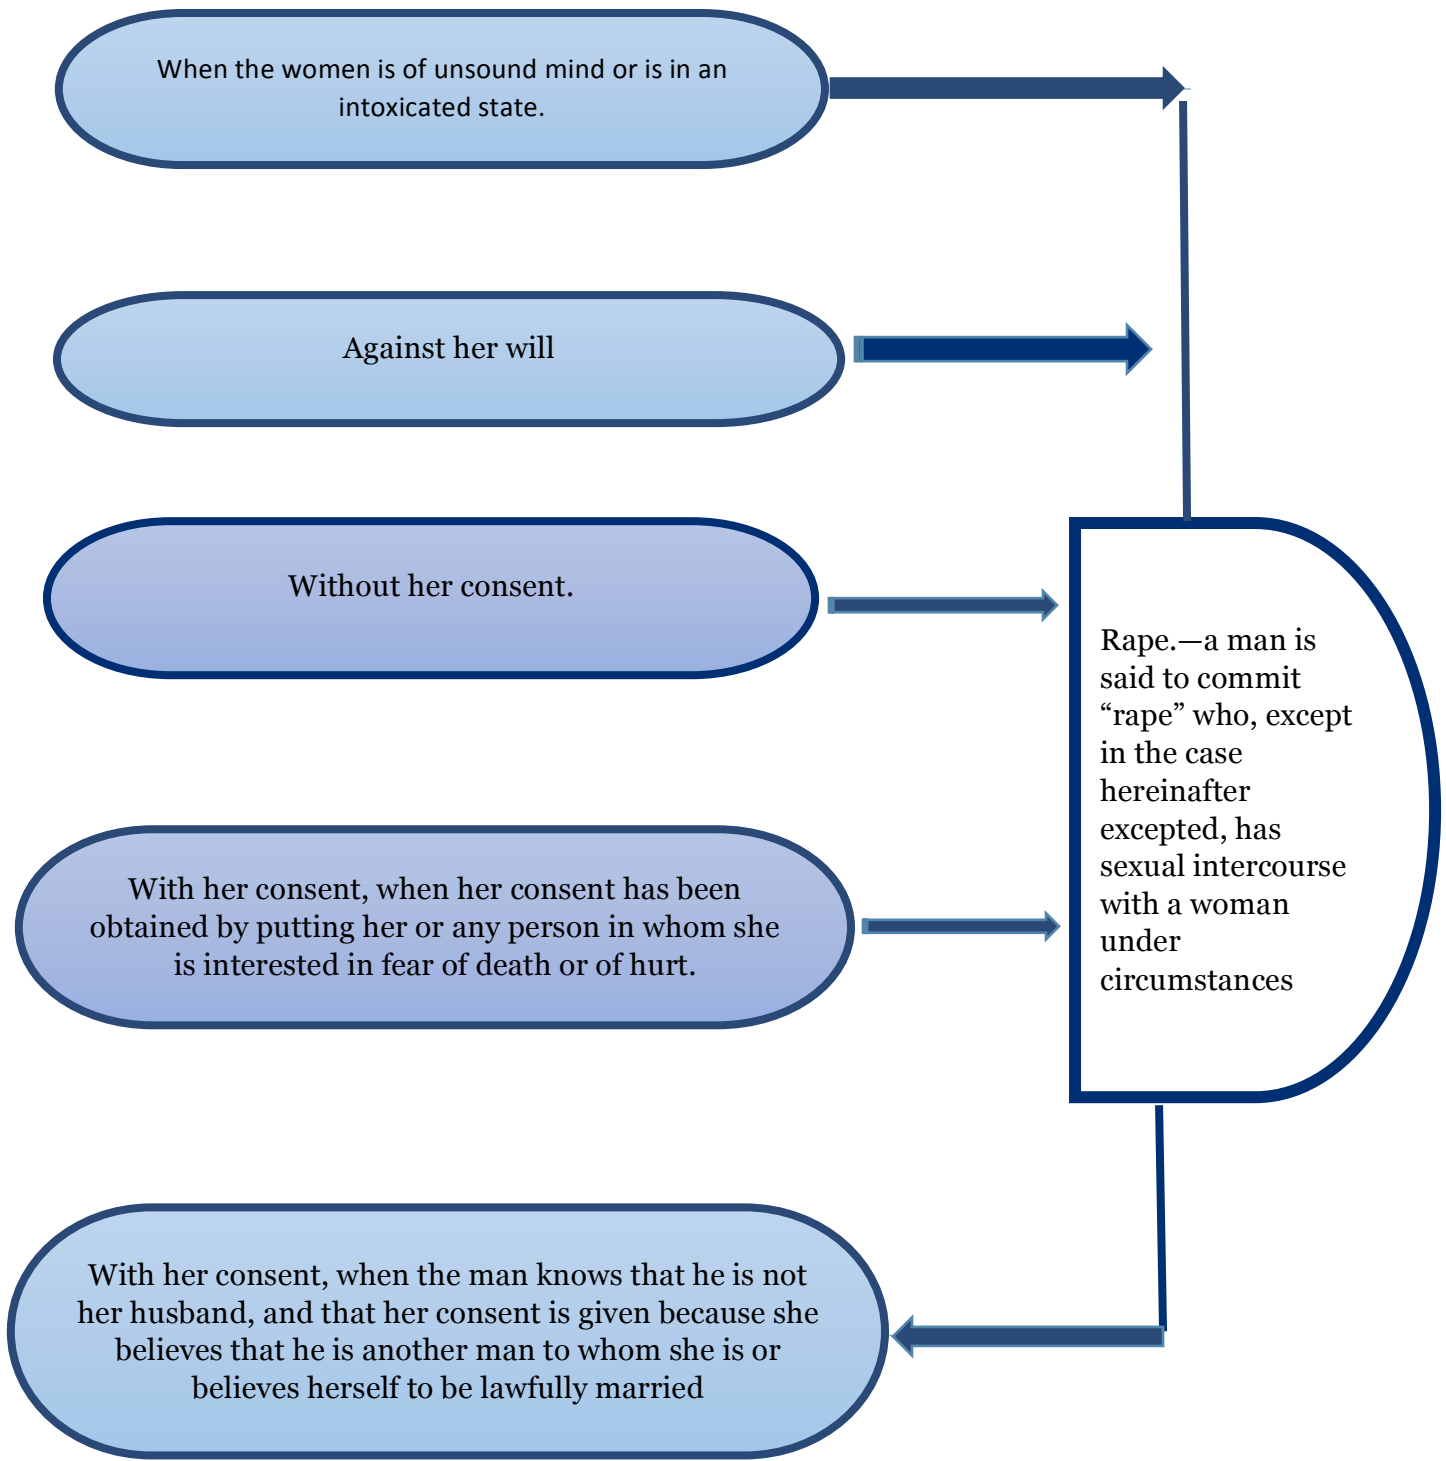 When the women is of unsound mind or is in an
intoxicated state.
Against her will
Without her consent.
With her consent, when her consent has been
obtained by putting her or any person in whom she
is interested in fear of death or of hurt.
With her consent, when the man knows that he is not
her husband, and that her consent is given because she
believes that he is another man to whom she is or
believes herself to be lawfully married
Rape.—a man is
said to commit
“rape” who, except
in the case
hereinafter
excepted, has
sexual intercourse
with a woman
under
circumstances